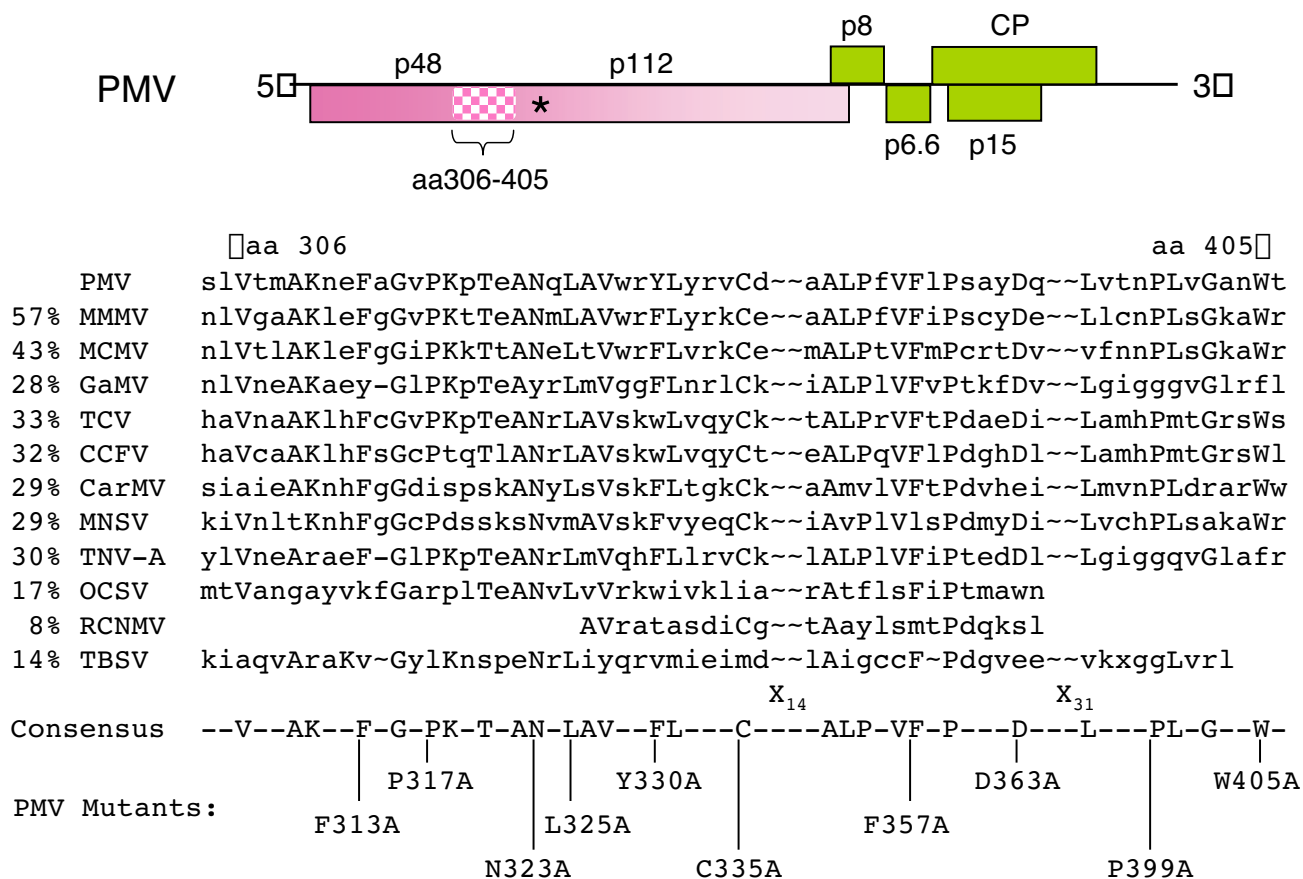 p8 CP
PMV 5▯ p48 p112 3▯
*
p6.6 p15
aa306-405
▯aa 306 aa 405▯
PMV slVtmAKneFaGvPKpTeANqLAVwrYLyrvCd~~aALPfVFlPsayDq~~LvtnPLvGanWt
57% MMMV nlVgaAKleFgGvPKtTeANmLAVwrFLyrkCe~~aALPfVFiPscyDe~~LlcnPLsGkaWr
43% MCMV nlVtlAKleFgGiPKkTtANeLtVwrFLvrkCe~~mALPtVFmPcrtDv~~vfnnPLsGkaWr
28% GaMV nlVneAKaey-GlPKpTeAyrLmVggFLnrlCk~~iALPlVFvPtkfDv~~LgigggvGlrfl
33% TCV haVnaAKlhFcGvPKpTeANrLAVskwLvqyCk~~tALPrVFtPdaeDi~~LamhPmtGrsWs
32% CCFV haVcaAKlhFsGcPtqTlANrLAVskwLvqyCt~~eALPqVFlPdghDl~~LamhPmtGrsWl
29% CarMV siaieAKnhFgGdispskANyLsVskFLtgkCk~~aAmvlVFtPdvhei~~LmvnPLdrarWw
29% MNSV kiVnltKnhFgGcPdssksNvmAVskFvyeqCk~~iAvPlVlsPdmyDi~~LvchPLsakaWr
30% TNV-A ylVneAraeF-GlPKpTeANrLmVqhFLlrvCk~~lALPlVFiPtedDl~~LgiggqvGlafr
17% OCSV mtVangayvkfGarplTeANvLvVrkwivklia~~rAtflsFiPtmawn
8% RCNMV AVratasdiCg~~tAaylsmtPdqksl
14% TBSV kiaqvAraKv~GylKnspeNrLiyqrvmieimd~~lAigccF~Pdgvee~~vkxggLvrl
X14 X31
Consensus --V--AK--F-G-PK-T-AN-LAV--FL---C----ALP-VF-P---D---L---PL-G--W-
P317A Y330A D363A W405A
PMV Mutants:
F313A L325A F357A
N323A C335A P399A